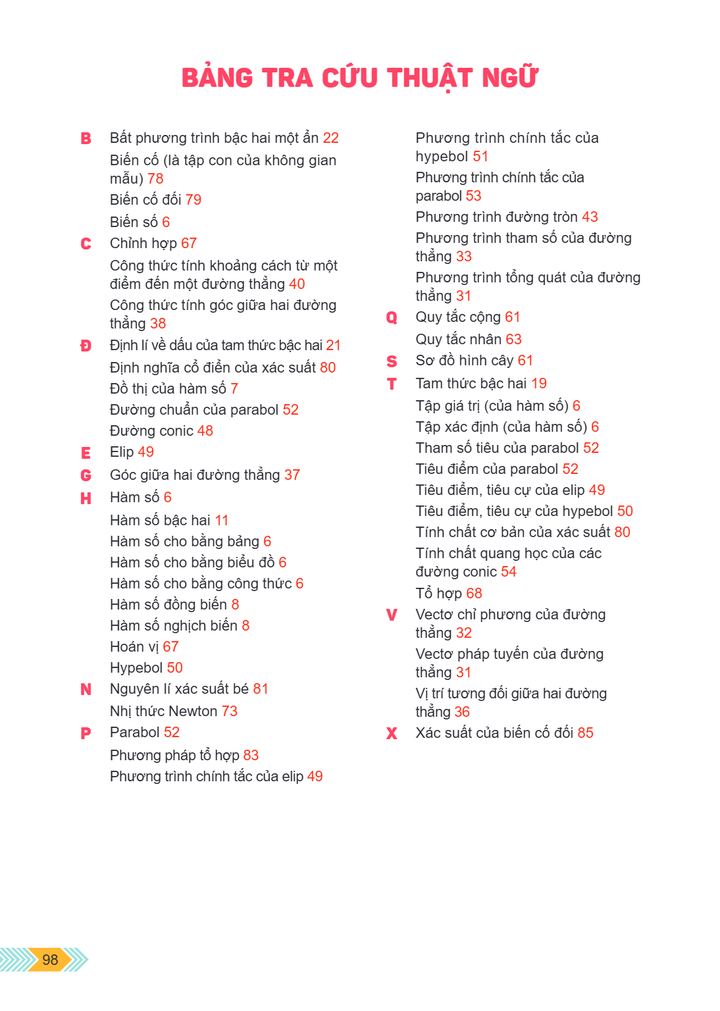 BẢNG TRA CỨU THUẬT NGỮ
B Bất phương trình bậc hai một ẩn 22
Biến cố (là tập con của không gian
mẫu) 78
Biến cố đối 79
Biến số 6
C Chỉnh hợp 67
Công thức tính khoảng cách từ một
điểm đến một đường thẳng 40
Công thức tính góc giữa hai đường
thẳng 38
Đ Định lí về dấu của tam thức bậc hai 21
Định nghĩa cổ điển của xác suất 80
Đồ thị của hàm số 7
Đường chuẩn của parabol 52
Đường conic 48
E Elip 49
G Góc giữa hai đường thẳng 37
H Hàm số 6
Hàm số bậc hai 11
Hàm số cho bằng bảng 6
Hàm số cho bằng biểu đồ 6
Hàm số cho bằng công thức 6
Hàm số đồng biến 8
Hàm số nghịch biến 8
Hoán vị 67
Hypebol 50
N Nguyên lí xác suất bé 81
Nhị thức Newton 73
P Parabol 52
Phương pháp tổ hợp 83
Phương trình chính tắc của elip 49
Phương trình chính tắc của
hypebol 51
Phương trình chính tắc của
parabol 53
Phương trình đường tròn 43
Phương trình tham số của đường
thẳng 33
Phương trình tổng quát của đường
thẳng 31
Q Quy tắc cộng 61
Quy tắc nhân 63
S Sơ đồ hình cây 61
T Tam thức bậc hai 19
Tập giá trị (của hàm số) 6
Tập xác định (của hàm số) 6
Tham số tiêu của parabol 52
Tiêu điểm của parabol 52
Tiêu điểm, tiêu cự của elip 49
Tiêu điểm, tiêu cự của hypebol 50
Tính chất cơ bản của xác suất 80
Tính chất quang học của các
đường conic 54
Tổ hợp 68
V Vectơ chỉ phương của đường
thẳng 32
Vectơ pháp tuyến của đường
thẳng 31
Vị trí tương đối giữa hai đường
thẳng 36
X Xác suất của biến cố đối 85
98